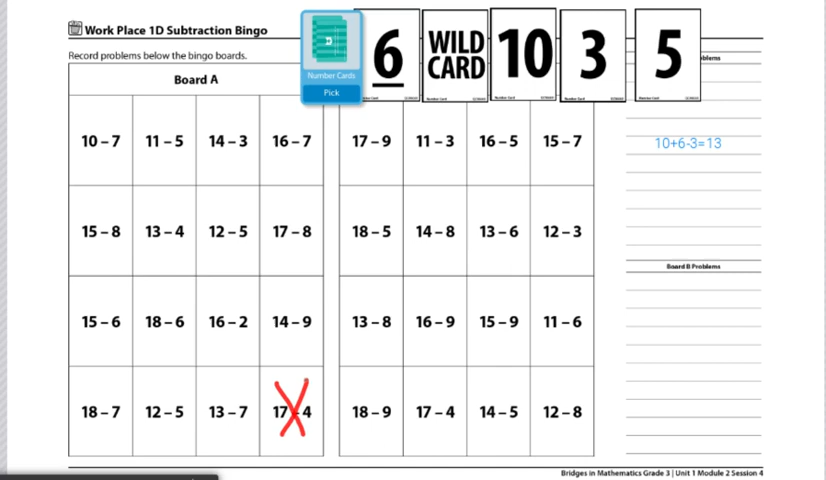 Work Place 1D Subtraction Bingo
Record problems below the bingo boards.
Number Cards
Pick
6
WILD
CARD
10
3
5
Board A
10 – 7 11 – 5 14 – 3 16 – 7
15 – 8 13 – 4 12 – 5 17 – 8
15 – 6 18 – 6 16 – 2 14 – 9
18 – 7 12 – 5 13 – 7 17 – 4
17 – 9 11 – 3 16 – 5 15 – 7
18 – 5 14 – 8 13 – 6 12 – 3
13 – 8 16 – 9 15 – 9 11 – 6
18 – 9 17 – 4 14 – 5 12 – 8
10+6-3=13
Board B Problems
Bridges in Mathematics Grade 3 | Unit 1 Module 2 Session 4